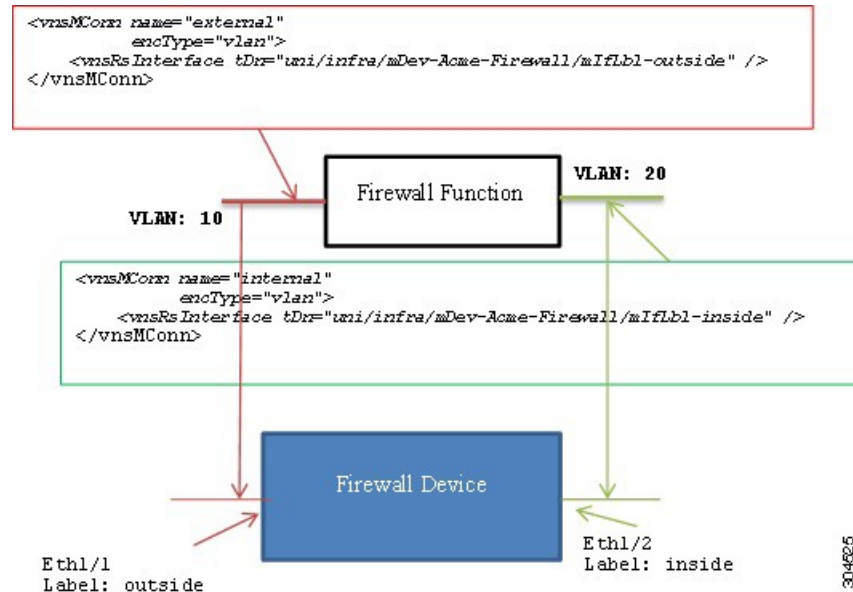 <vnsMConn name="external"
encType="vlan">
<vnsRsInterface tDn="uni/infra/mDev-Acme-Firewall/mIfLbl-outside" />
</vnsMConn>
Firewall Function
VLAN: 20
VLAN: 10
<vnsMConn name="internal"
encType="vlan">
<vnsRsInterface tDn="uni/infra/mDev-Acme-Firewall/mIfLbl-inside" />
</vnsMConn>
Firewall Device
Eth1/1
Label: outside
Eth1/2
Label: inside
304625